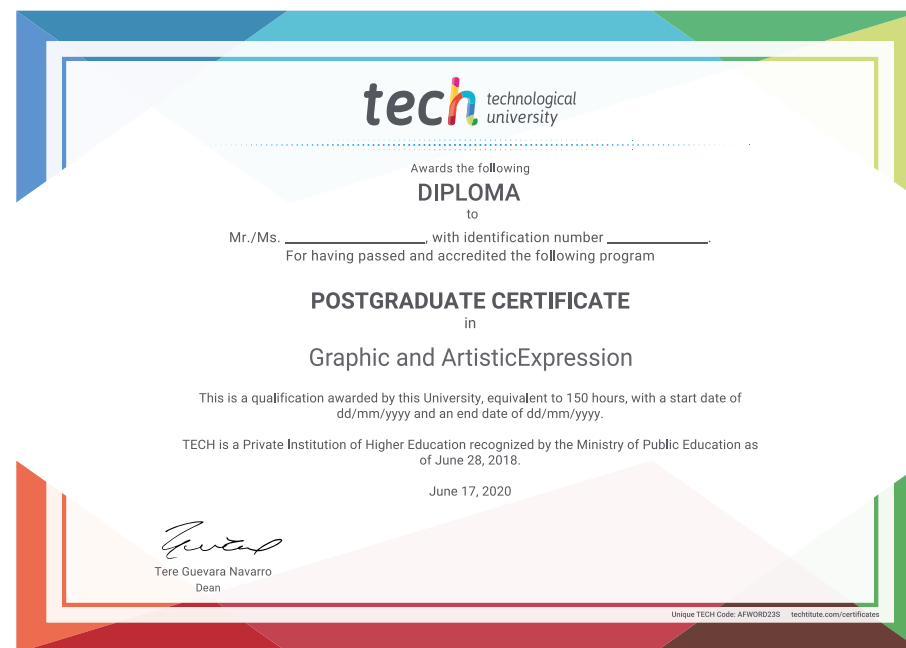 tech technological
university
Awards the following
DIPLOMA
to
Mr./Ms. ____________________, with identification number ______________.
For having passed and accredited the following program
POSTGRADUATE CERTIFICATE
in
Graphic and ArtisticExpression
This is a qualification awarded by this University, equivalent to 150 hours, with a start date of
dd/mm/yyyy and an end date of dd/mm/yyyy.
TECH is a Private Institution of Higher Education recognized by the Ministry of Public Education as
of June 28, 2018.
June 17, 2020
Tere Guevara Navarro
Dean
Unique TECH Code: AFWORD23S techtitute.com/certificates